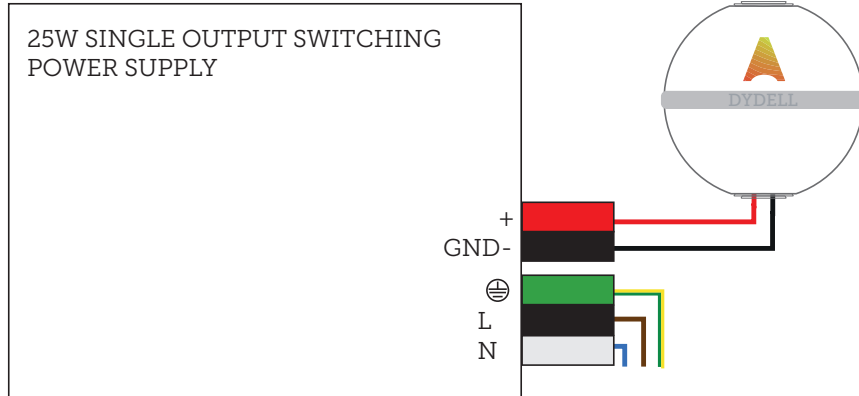 25W SINGLE OUTPUT SWITCHING
POWER SUPPLY
DYDELL
+
GND-
L
N